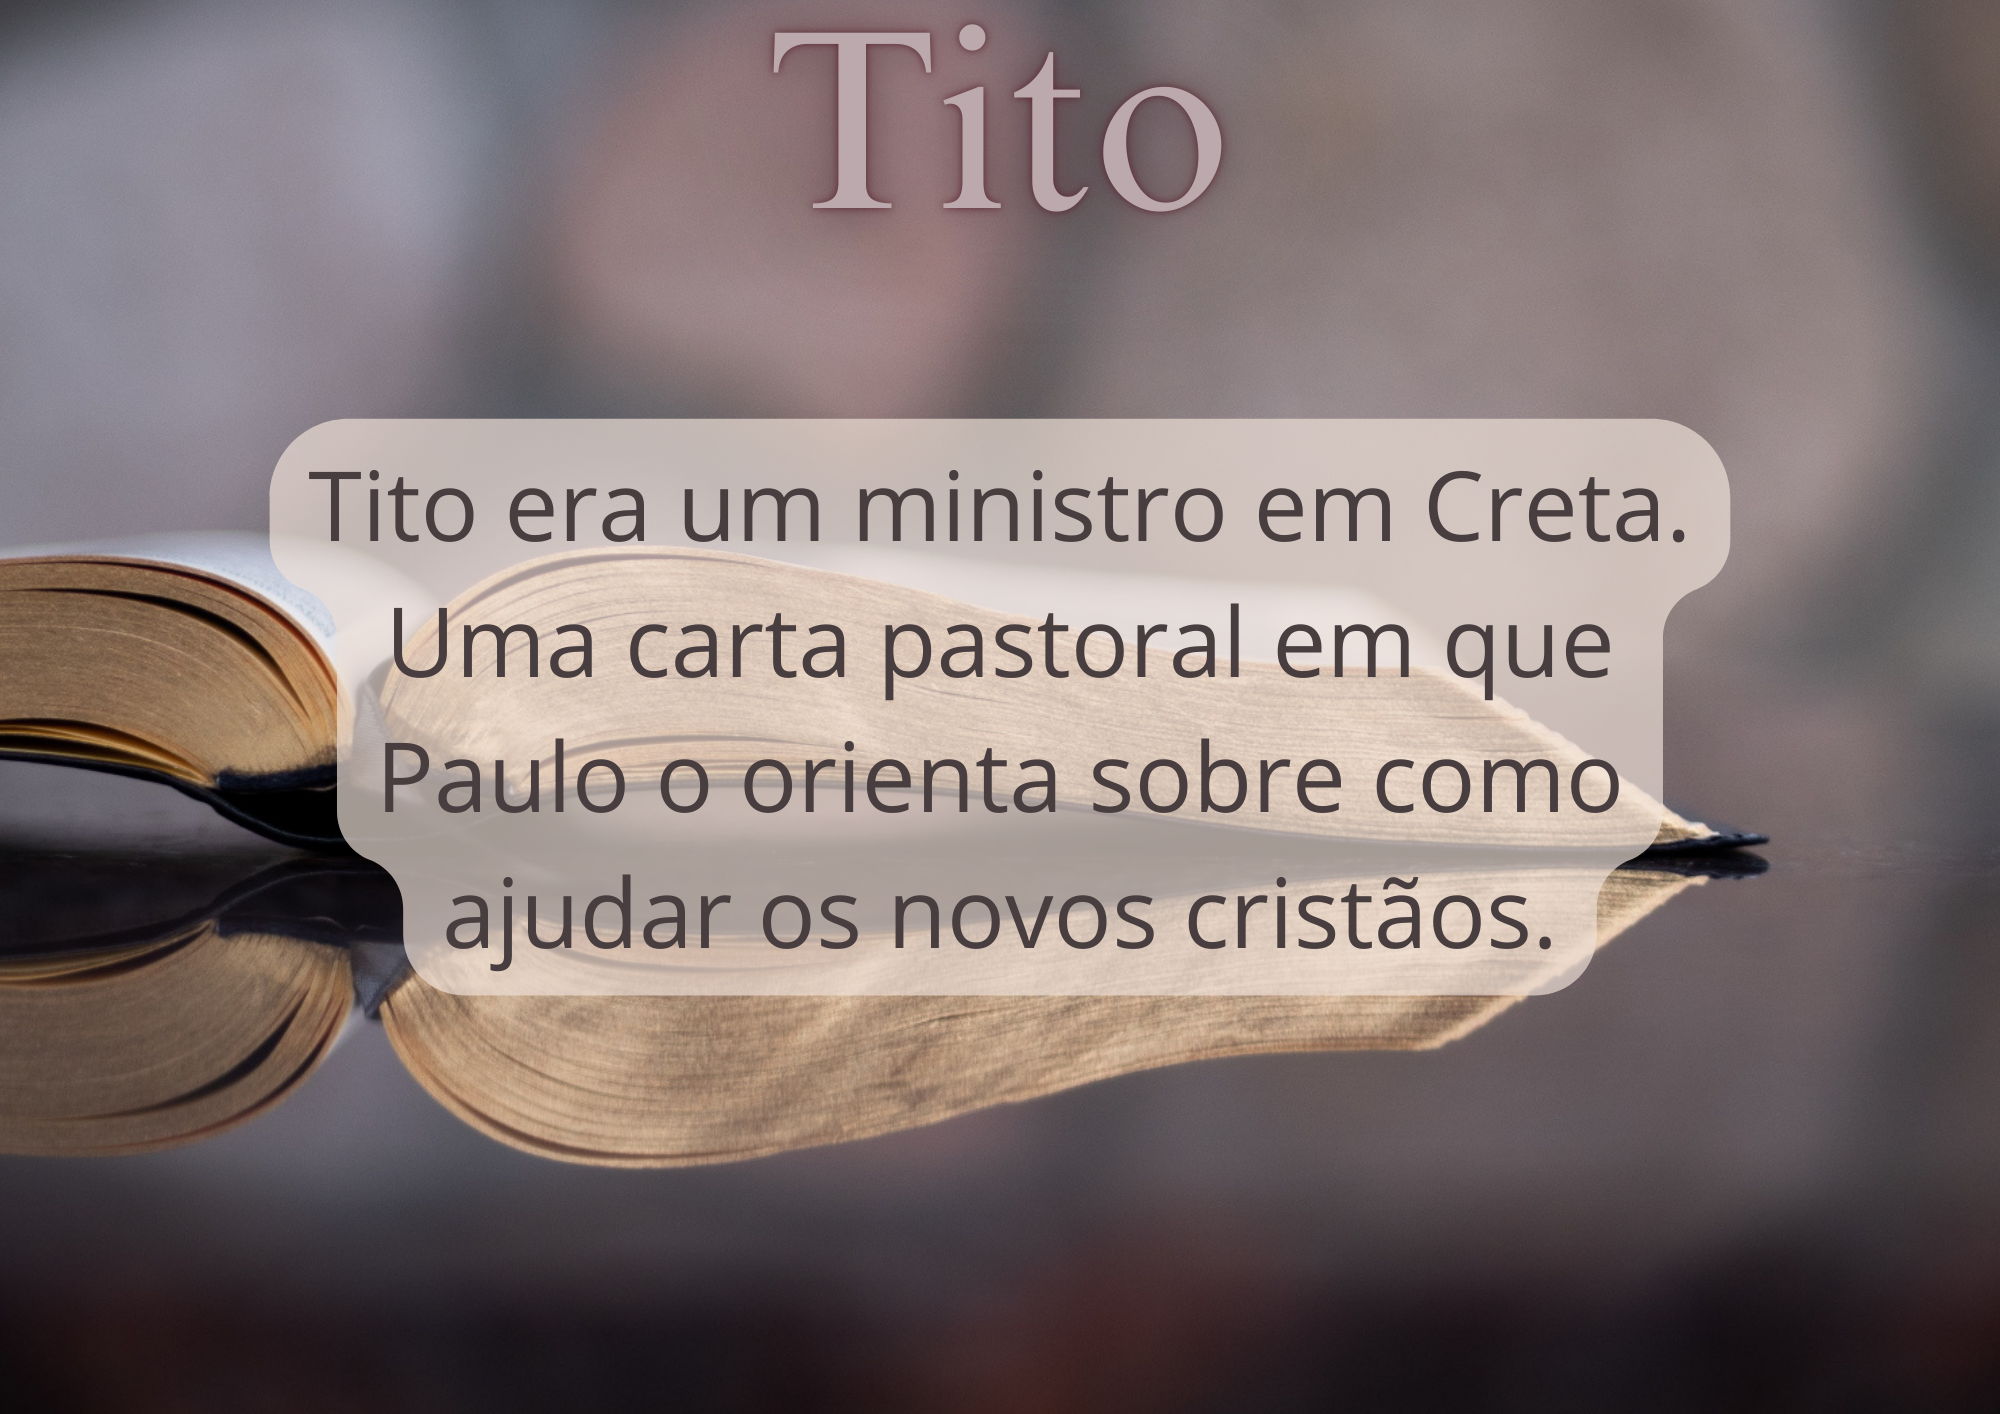 Tito
Tito era um ministro em Creta.
Uma carta pastoral em que
Paulo o orienta sobre como
ajudar os novos cristãos.